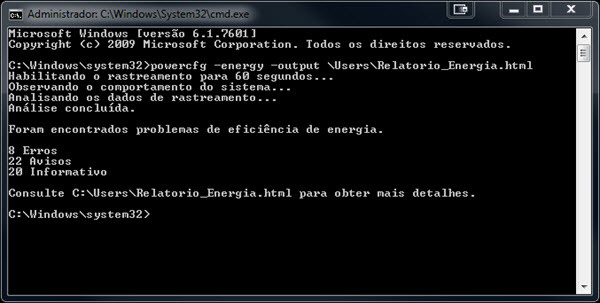 Administrador: C:\Windows\System32\cmd.exe
Microsoft Windows [versão 6.1.7601]
Copyright (c) 2009 Microsoft Corporation. Todos os direitos reservados.
C:\Windows\system32>powercfg -energy -output \Users\Relatorio_Energia.html
Habilitando o rastreamento para 60 segundos...
Observando o comportamento do sistema...
Analisando os dados de rastreamento...
Análise concluída.
Foram encontrados problemas de eficiência de energia.
8 Erros
22 Avisos
20 Informativo
Consulte C:\Users\Relatorio_Energia.html para obter mais detalhes.
C:\Windows\system32>